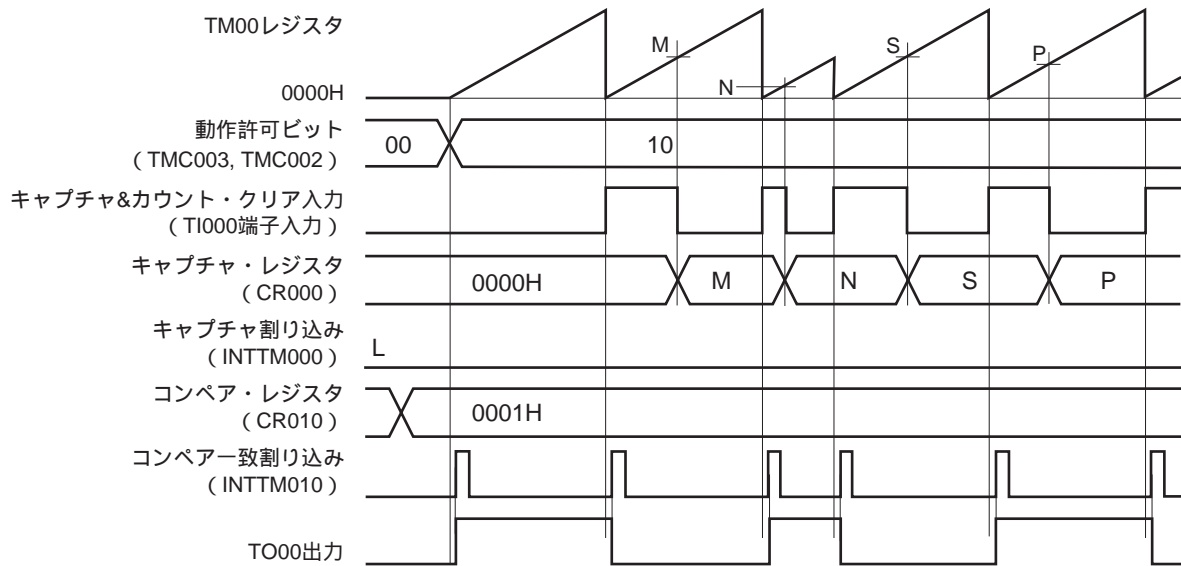 TM00レジスタ
M
S
P
N
0000H
動作許可ビット
(TMC003, TMC002)
00
10
キャプチャ&カウント・クリア入力
(TI000端子入力)
キャプチャ・レジスタ
(CR000)
0000H
M
N
S
P
キャプチャ割り込み
(INTTM000)
L
コンペア・レジスタ
(CR010)
0001H
コンペア一致割り込み
(INTTM010)
TO00出力